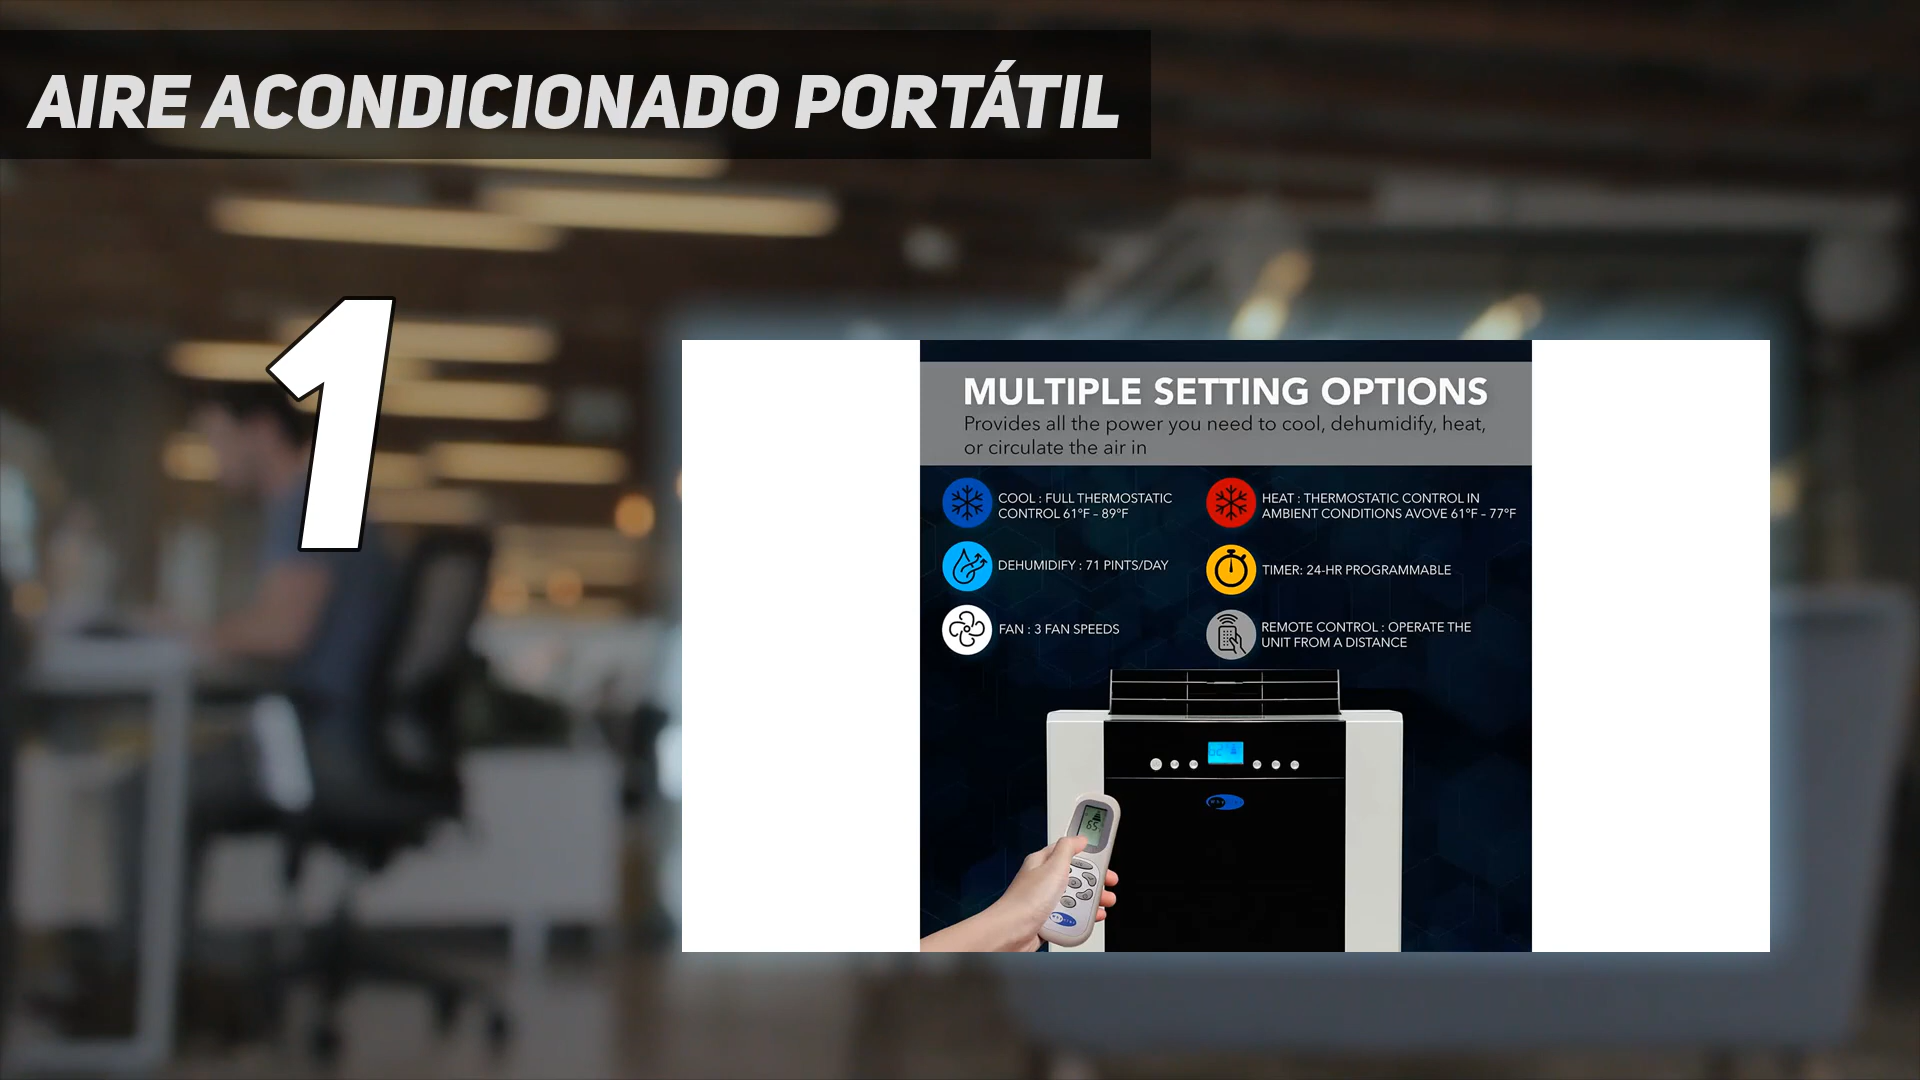 AIRE ACONDICIONADO PORTÁTIL
1
MULTIPLE SETTING OPTIONS
Provides all the power you need to cool, dehumidify, heat,
or circulate the air in
COOL : FULL THERMOSTATIC
CONTROL 61°F – 89°F
HEAT : THERMOSTATIC CONTROL IN
AMBIENT CONDITIONS AVOVE 61°F – 77°F
DEHUMIDIFY : 71 PINTS/DAY
TIMER: 24-HR PROGRAMMABLE
FAN : 3 FAN SPEEDS
REMOTE CONTROL : OPERATE THE
UNIT FROM A DISTANCE
65